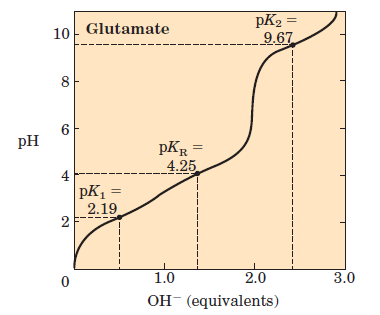 Glutamate
pK₂ =
9.67
pK_R =
4.25
pK₁ =
2.19
pH
10
8
6
4
2
0
1.0
2.0
3.0
OH⁻ (equivalents)